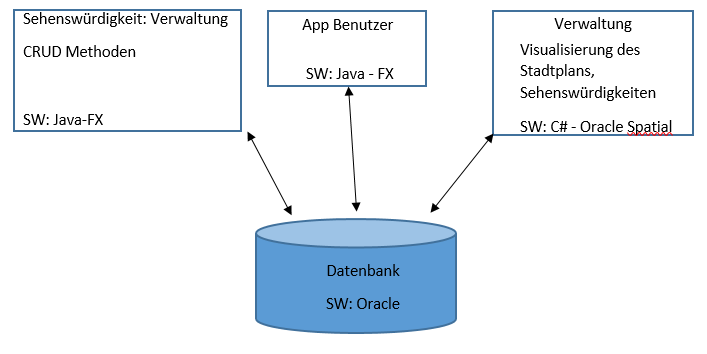 Sehenswürdigkeit: Verwaltung
CRUD Methoden
SW: Java-FX
App Benutzer
SW: Java - FX
Verwaltung
Visualisierung des
Stadtplans,
Sehenswürdigkeiten
SW: C# - Oracle Spatial
Datenbank
SW: Oracle